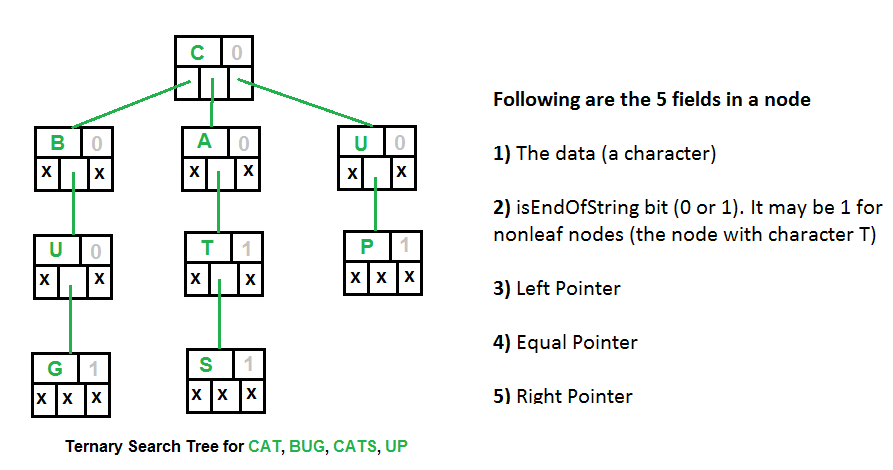 C 0
B 0
A 0
U 0
X X
X X
X X
U 0
T 1
P 1
X X
X X
X X X
G 1
S 1
X X X
X X X
Ternary Search Tree for CAT, BUG, CATS, UP
Following are the 5 fields in a node
1) The data (a character)
2) isEndOfString bit (0 or 1). It may be 1 for
nonleaf nodes (the node with character T)
3) Left Pointer
4) Equal Pointer
5) Right Pointer